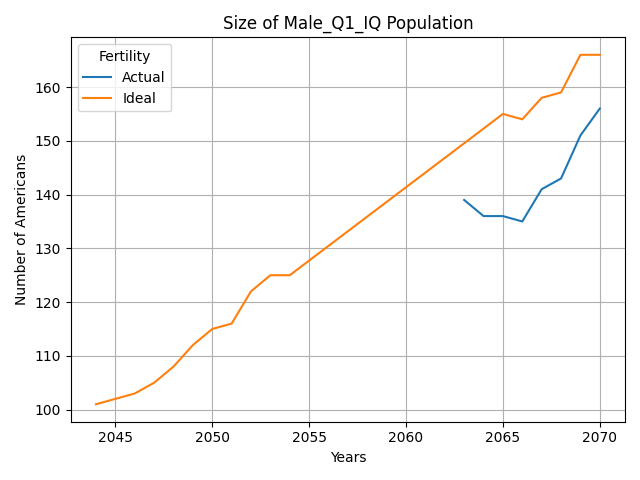 Size of Male_Q1_IQ Population
Fertility
Actual
Ideal
Number of Americans
160
150
140
130
120
110
100
2045 2050 2055 2060 2065 2070
Years